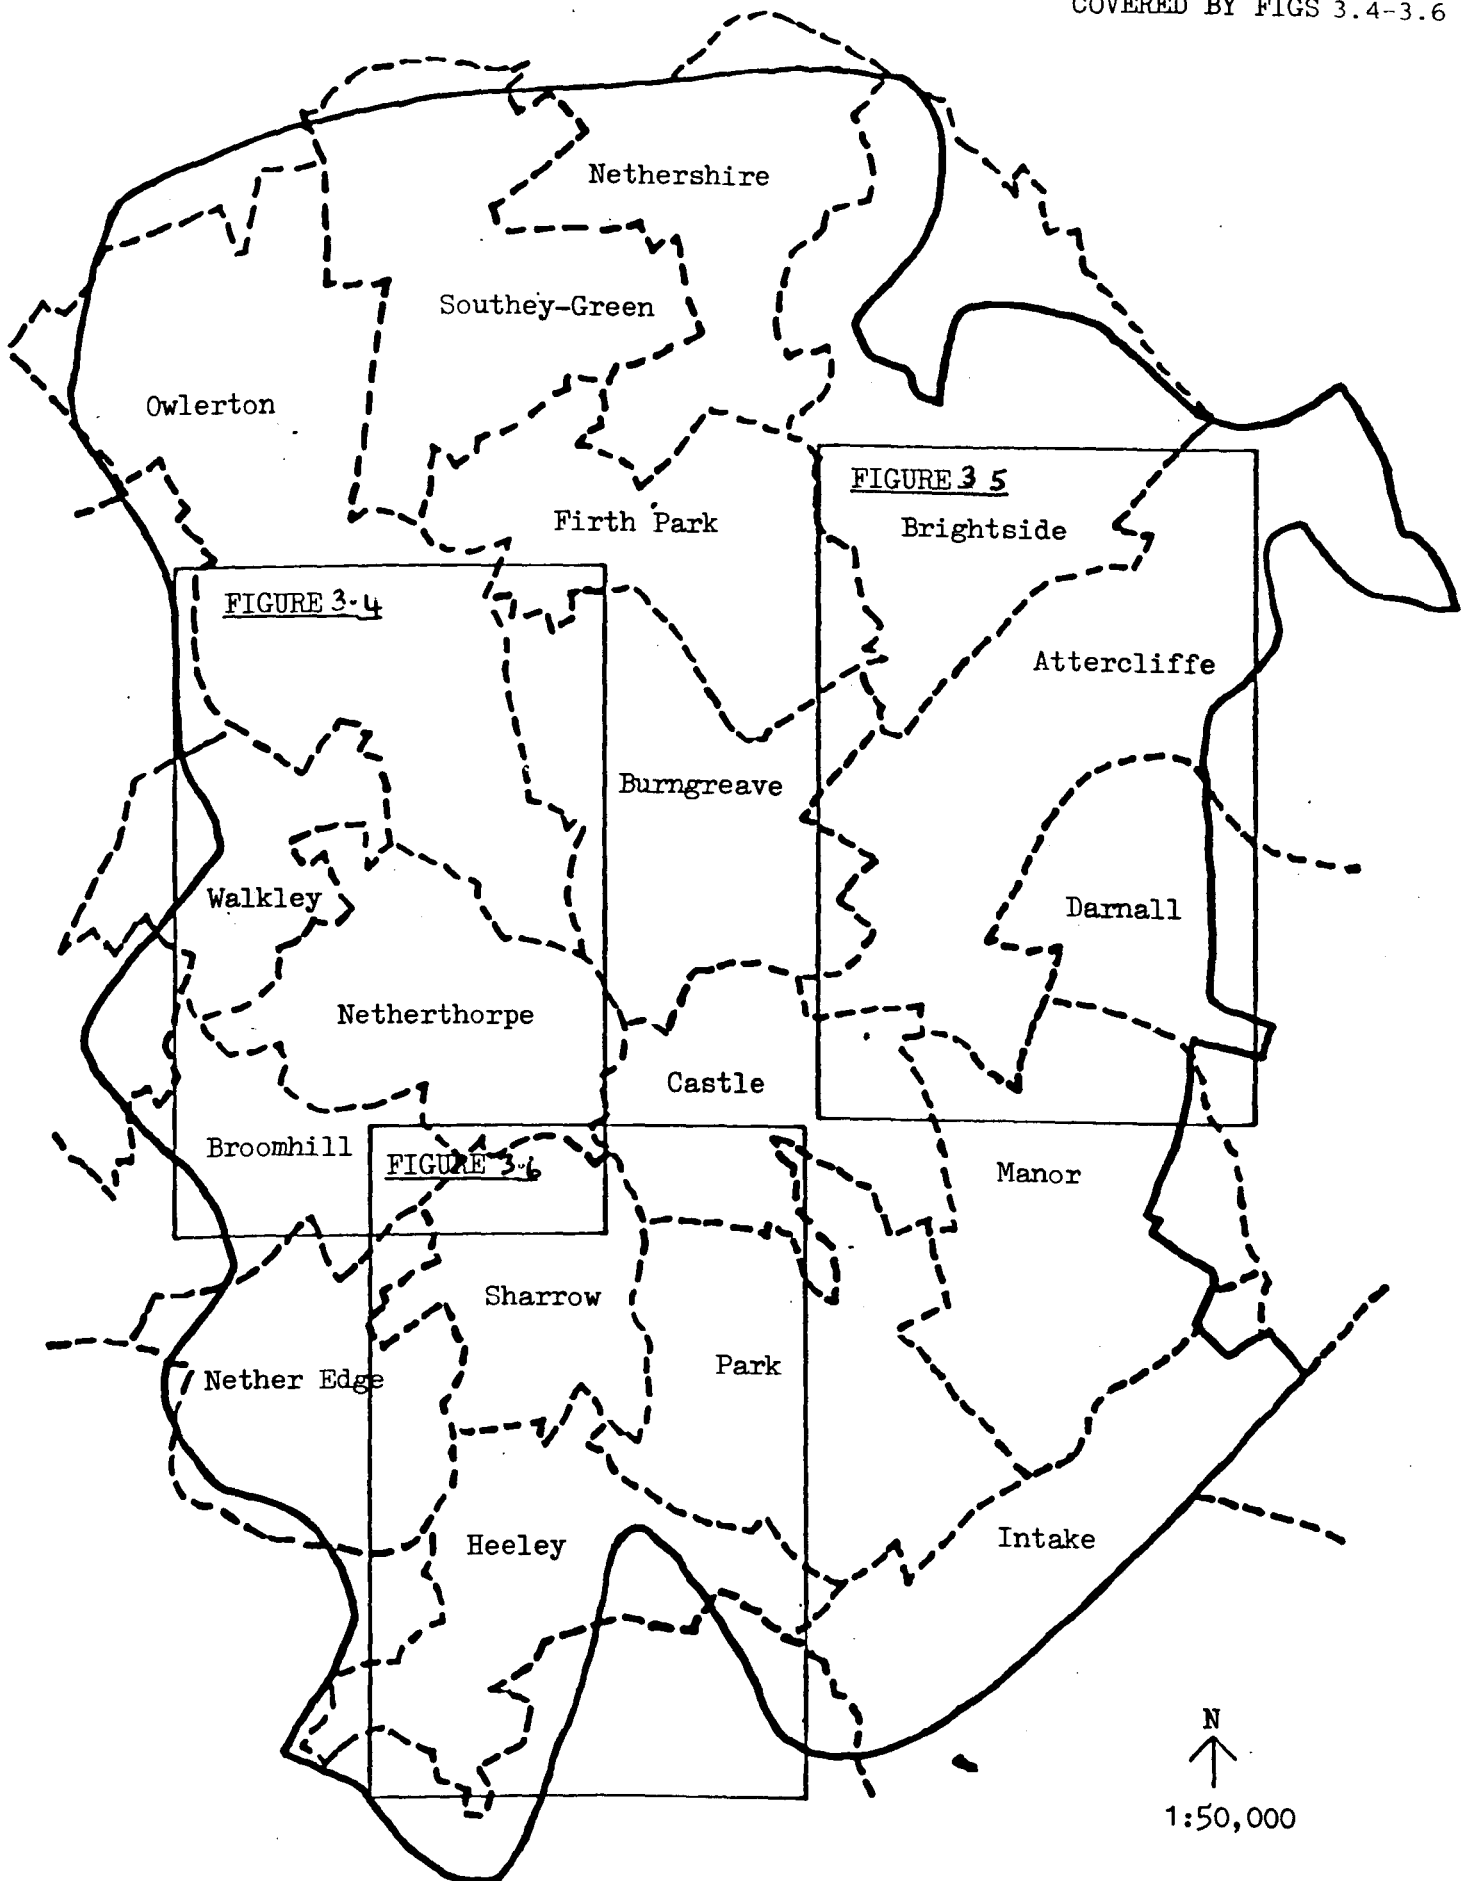 COVERED BY FIGS 3.4-3.6
Nethershire
Southey-Green
Owlerton
FIGURE 3 5
Firth Park
Brightside
FIGURE 3.4
Attercliffe
Burngreave
Walkley
Darnall
Netherthorpe
Castle
Broomhill
FIGURE 3.6
Manor
Sharrow
Park
Nether Edge
Heeley
Intake
N
1:50,000